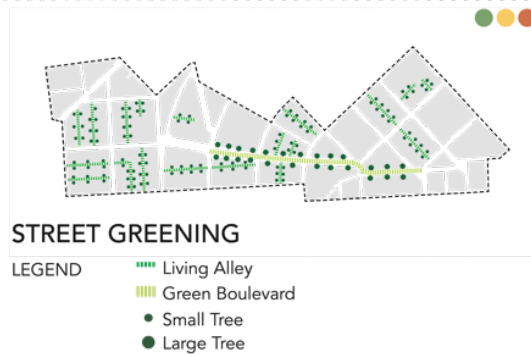 STREET GREENING
LEGEND
Living Alley
Green Boulevard
Small Tree
Large Tree